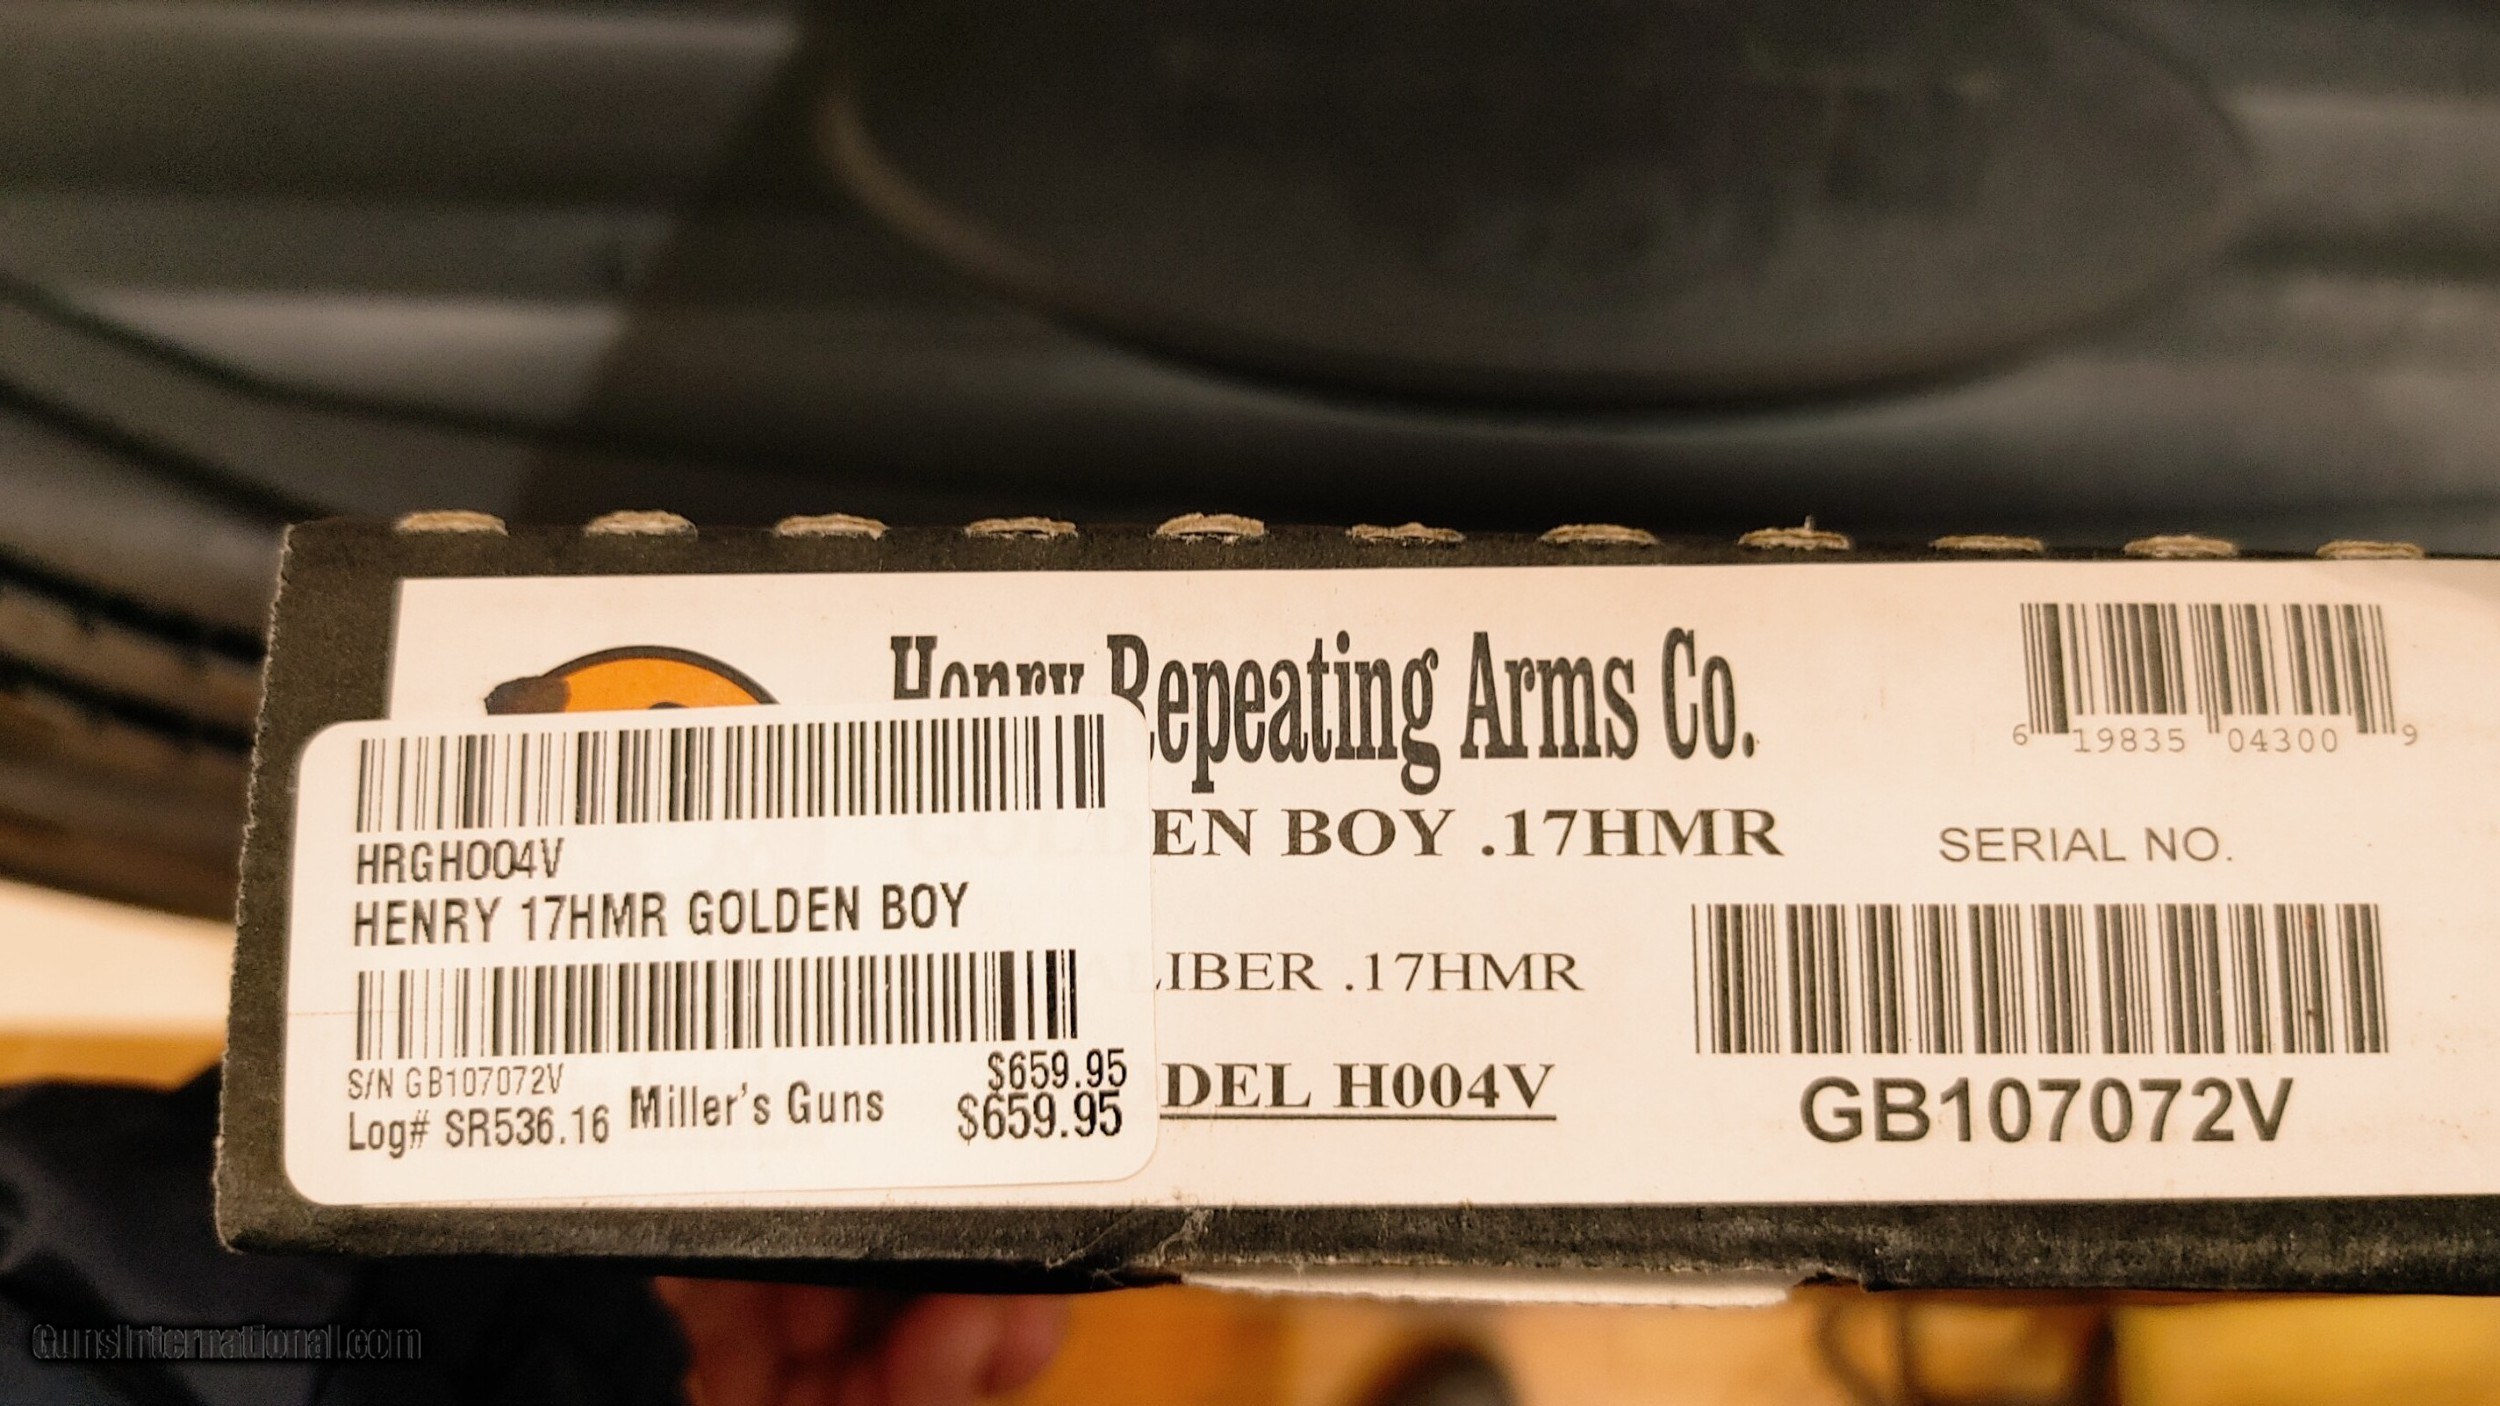 Henry Repeating Arms Co.
6 19835 04300 9
EN BOY .17HMR
SERIAL NO.
LIBER .17HMR
DEL H004V
GB107072V
HRGH004V
HENRY 17HMR GOLDEN BOY
S/N GB107072V
$659.95
Log# SR536.16 Miller's Guns $659.95
GunsInternational.com